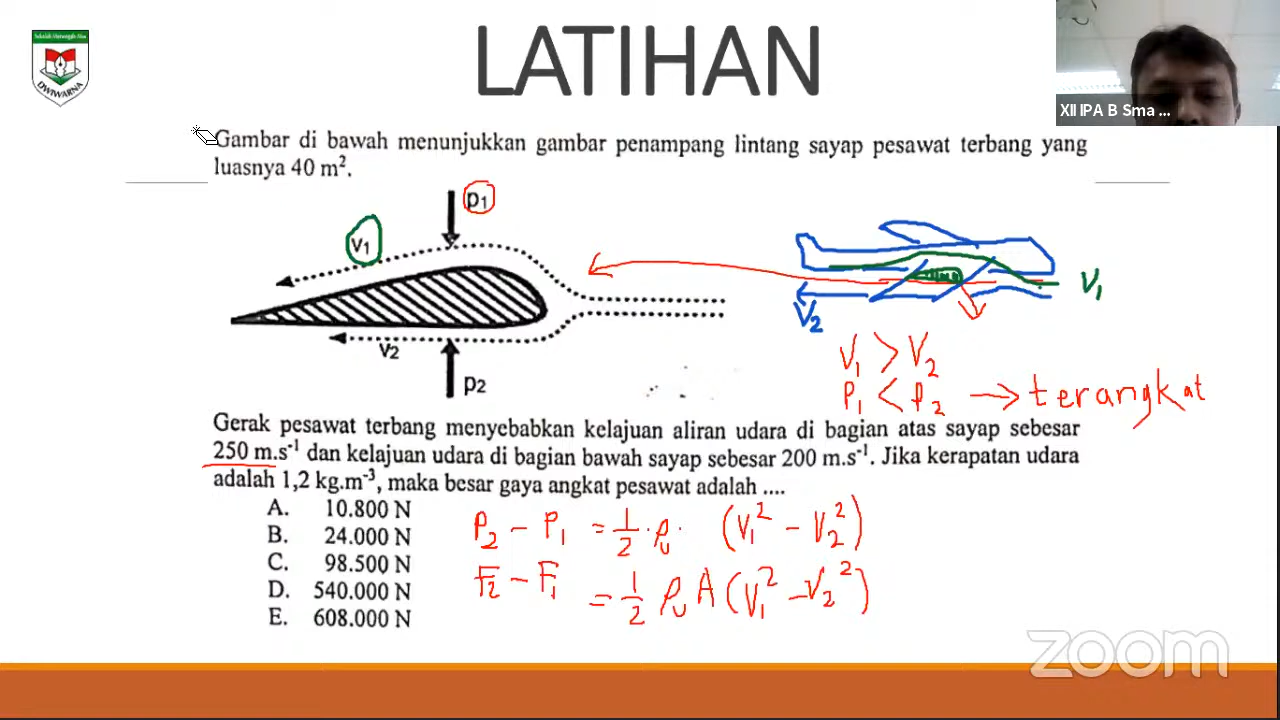 LATIHAN
DWIWARNA
XII IPA B Sma ...
Gambar di bawah menunjukkan gambar penampang lintang sayap pesawat terbang yang
luasnya 40 m².
p₁
v₁
v₂
p₂
V₁
V₂
V₁ > V₂
P₁ < P₂ → terangkat
Gerak pesawat terbang menyebabkan kelajuan aliran udara di bagian atas sayap sebesar
250 m.s⁻¹ dan kelajuan udara di bagian bawah sayap sebesar 200 m.s⁻¹. Jika kerapatan udara
adalah 1,2 kg.m⁻³, maka besar gaya angkat pesawat adalah ....
A. 10.800 N
B. 24.000 N
C. 98.500 N
D. 540.000 N
E. 608.000 N
P₂ - P₁ = 1/2 · ρᵤ · (V₁² - V₂²)
F₂ - F₁ = 1/2 ρᵤ A (V₁² - V₂²)
zoom